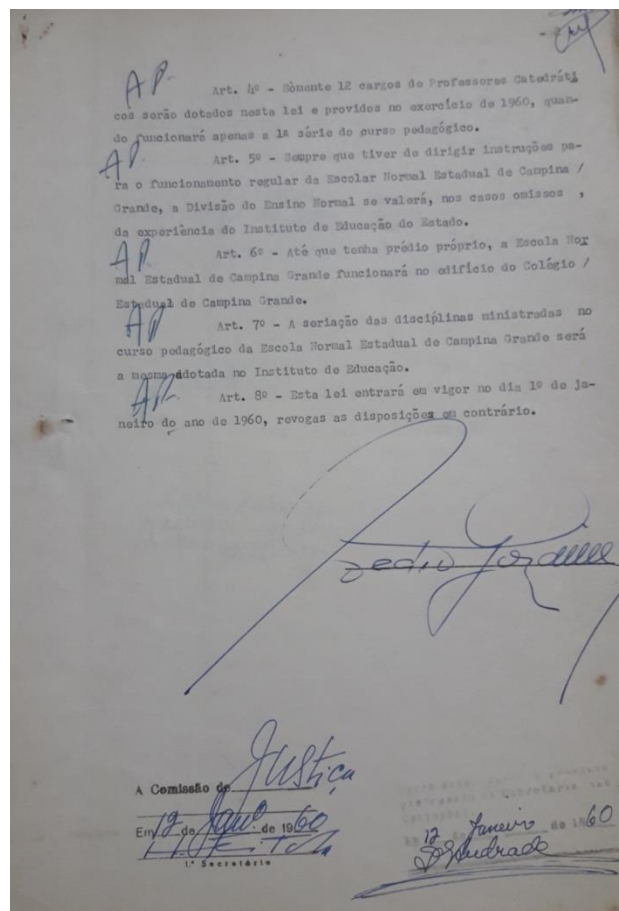 AP. Art. 4º - Sòmente 12 cargos de Professores Catedráti
cos serão dotados nesta lei e providos no exercício de 1960, quan-
do funcionará apenas a 1ª série do curso pedagógico.
AP. Art. 5º - Sempre que tiver de dirigir instruções pa-
ra o funcionamento regular da Escolar Normal Estadual de Campina /
Grande, a Divisão do Ensino Normal se valerá, nos casos omissos ,
da experiência do Instituto de Educação do Estado.
AP. Art. 6º - Até que tenha prédio próprio, a Escola Nor
mal Estadual de Campina Grande funcionará no edifício do Colégio /
Estadual de Campina Grande.
AP Art. 7º - A seriação das disciplinas ministradas no
curso pedagógico da Escola Normal Estadual de Campina Grande será
a mesma adotada no Instituto de Educação.
AP. Art. 8º - Esta lei entrará em vigor no dia 1º de ja-
neiro do ano de 1960, revogas as disposições em contrário.
A Comissão de Justiça
Em 12 de Jan.º de 1960
1.º Secretário
12 Janeiro de 1960
Andrade